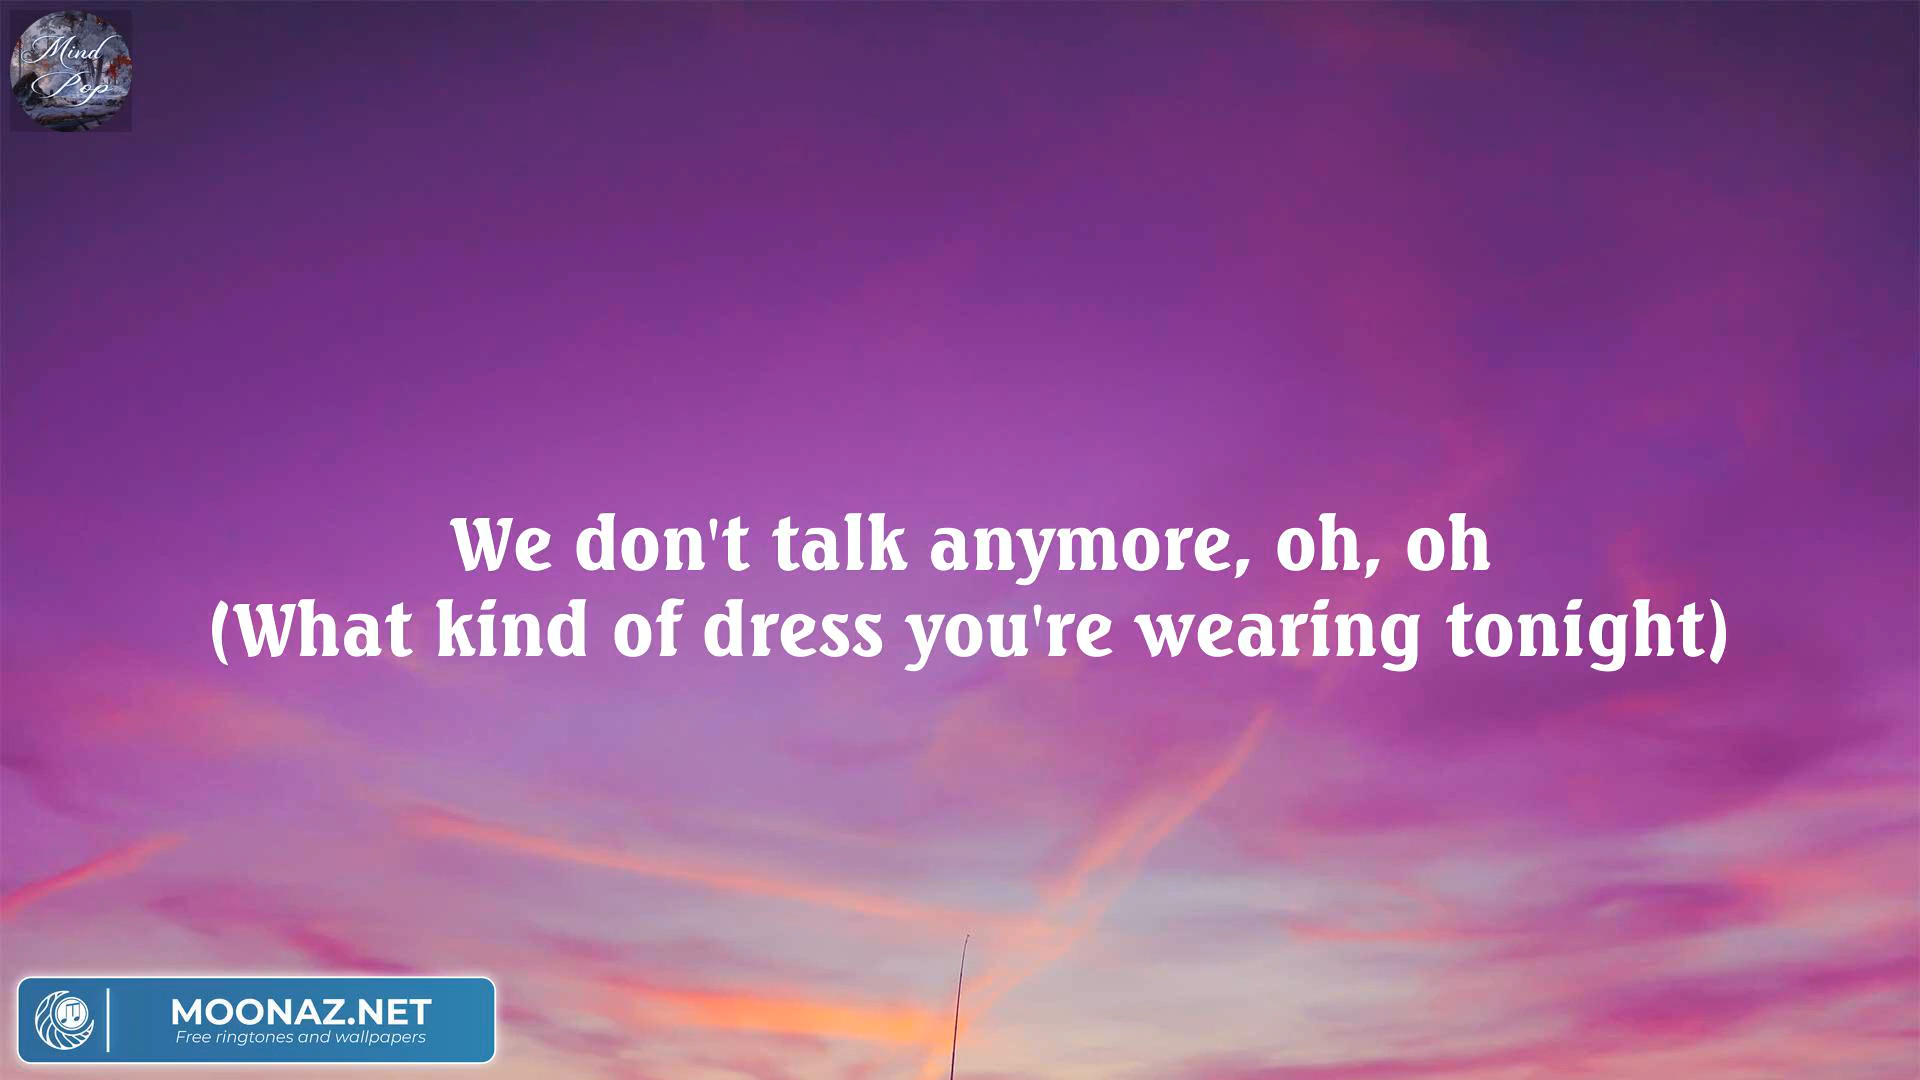 Mind
Pop
We don't talk anymore, oh, oh
(What kind of dress you're wearing tonight)
MOONAZ.NET
Free ringtones and wallpapers